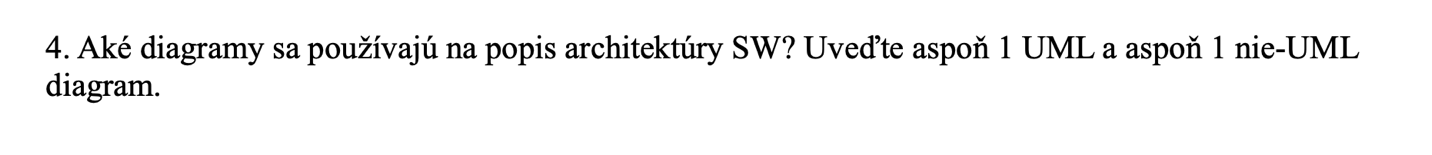 4. Aké diagramy sa používajú na popis architektúry SW? Uveďte aspoň 1 UML a aspoň 1 nie-UML
diagram.